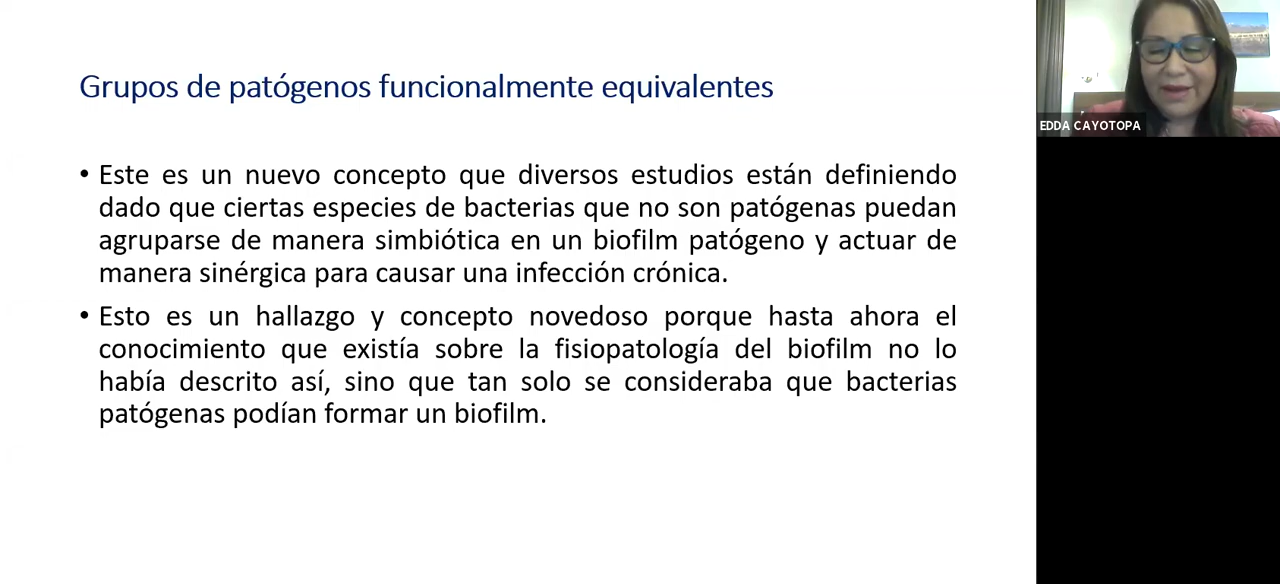 Grupos de patógenos funcionalmente equivalentes
• Este es un nuevo concepto que diversos estudios están definiendo
dado que ciertas especies de bacterias que no son patógenas puedan
agruparse de manera simbiótica en un biofilm patógeno y actuar de
manera sinérgica para causar una infección crónica.
• Esto es un hallazgo y concepto novedoso porque hasta ahora el
conocimiento que existía sobre la fisiopatología del biofilm no lo
había descrito así, sino que tan solo se consideraba que bacterias
patógenas podían formar un biofilm.
EDDA CAYOTOPA